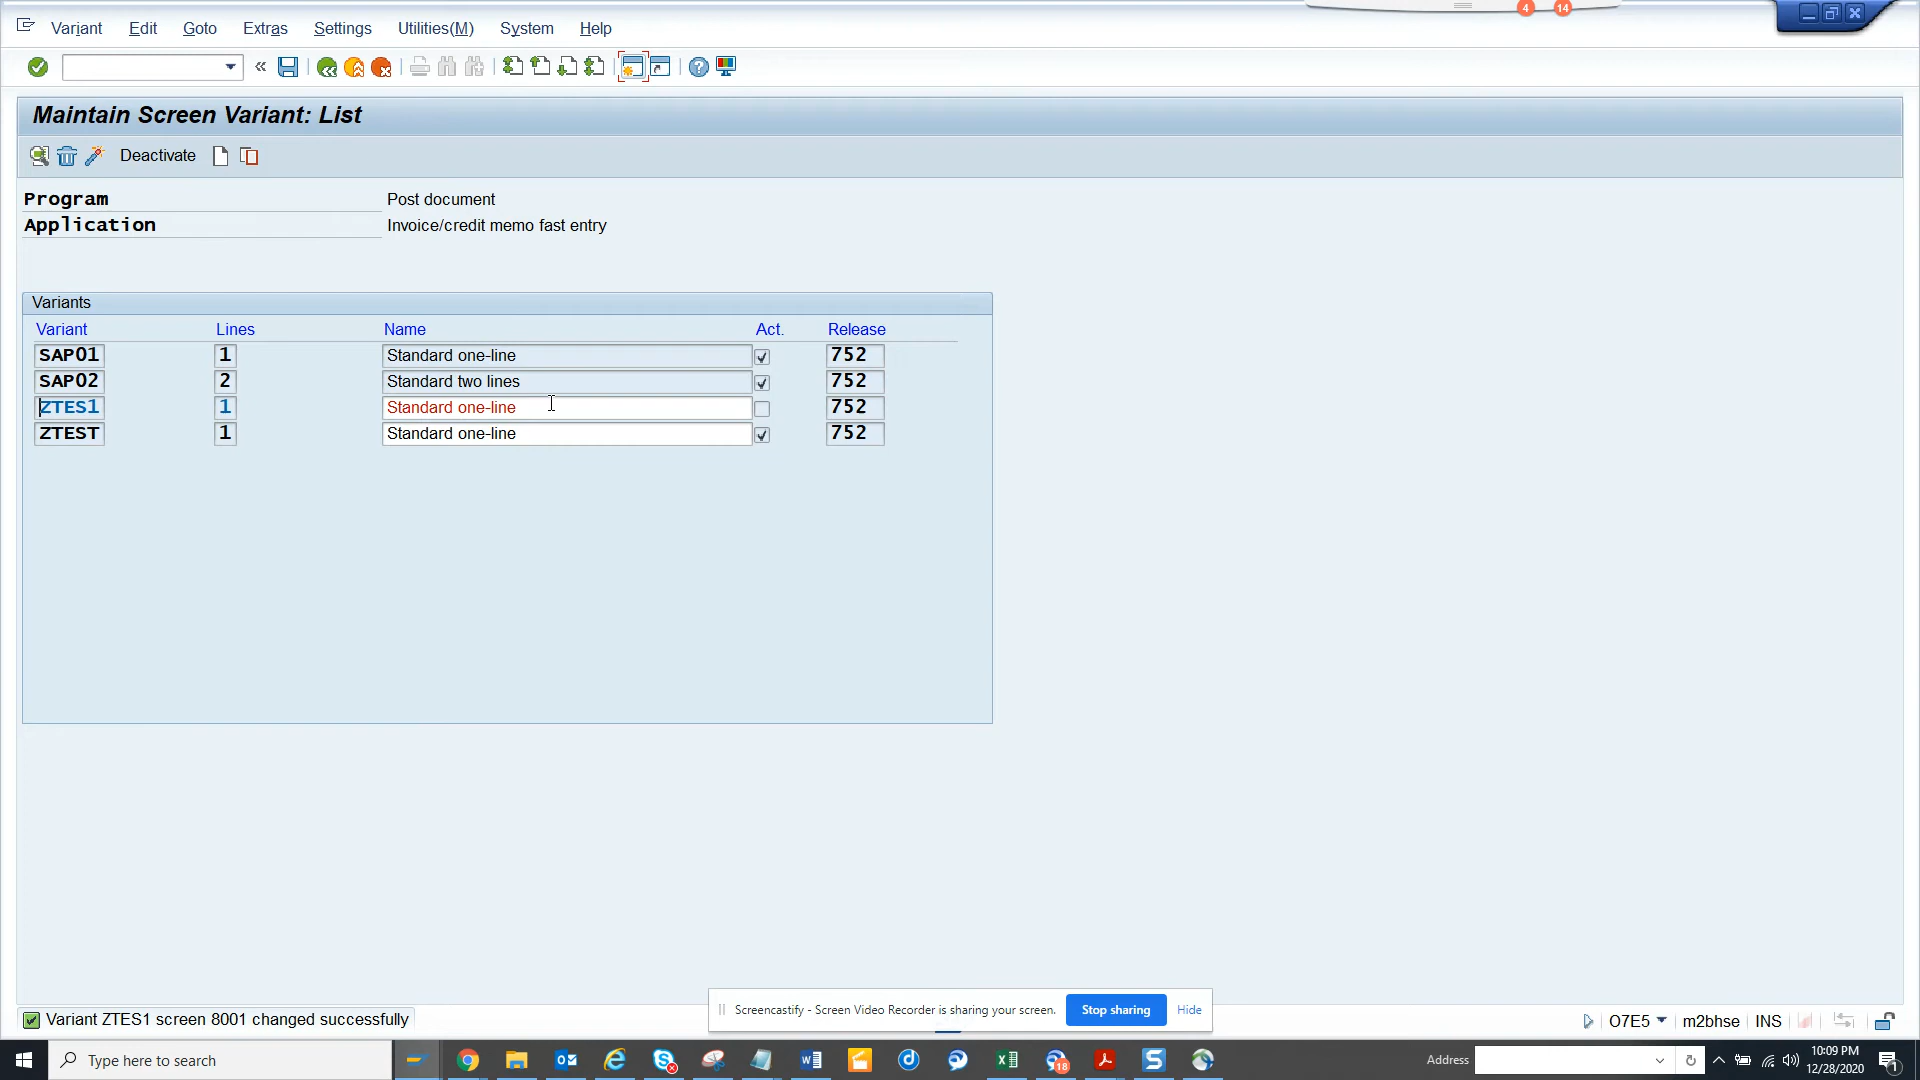 4 14
Variant Edit Goto Extras Settings Utilities(M) System Help
Maintain Screen Variant: List
Deactivate
Program Post document
Application Invoice/credit memo fast entry
Variants
Variant Lines Name Act. Release
SAP01 1 Standard one-line 752
SAP02 2 Standard two lines 752
ZTES1 1 Standard one-line 752
ZTEST 1 Standard one-line 752
Screencastify - Screen Video Recorder is sharing your screen. Stop sharing Hide
Variant ZTES1 screen 8001 changed successfully
O7E5 m2bhse INS
Type here to search
18
Address
10:09 PM
12/28/2020
1